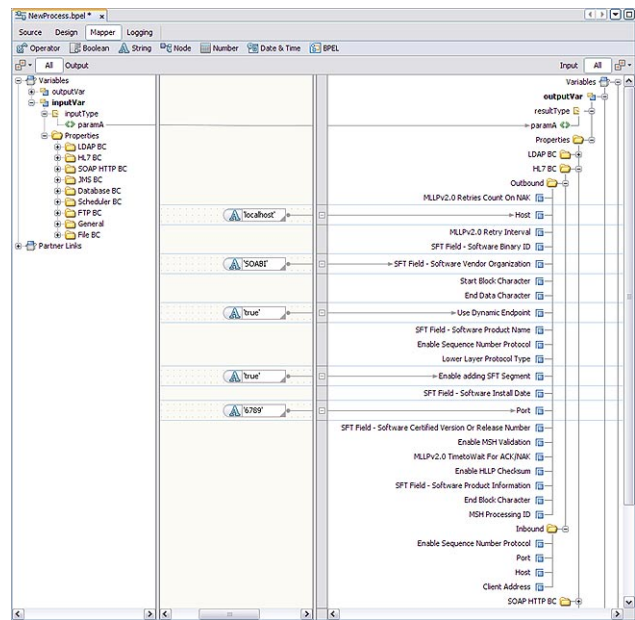 NewProcess.bpel * x
Source Design Mapper Logging
Operator Boolean String Node Number Date & Time BPEL
All Output
Input All
Variables
outputVar
inputVar
inputType
paramA
Properties
LDAP BC
HL7 BC
SOAP HTTP BC
JMS BC
Database BC
Scheduler BC
FTP BC
General
File BC
Partner Links
'localhost'
'SOABI'
'true'
'true'
'6789'
Variables
outputVar
resultType
paramA
Properties
LDAP BC
HL7 BC
Outbound
MLLPv2.0 Retries Count On NAK
Host
MLLPv2.0 Retry Interval
SFT Field - Software Binary ID
SFT Field - Software Vendor Organization
Start Block Character
End Data Character
Use Dynamic Endpoint
SFT Field - Software Product Name
Enable Sequence Number Protocol
Lower Layer Protocol Type
Enable adding SFT Segment
SFT Field - Software Install Date
Port
SFT Field - Software Certified Version Or Release Number
Enable MSH Validation
MLLPv2.0 TimetoWait For ACK/NAK
Enable HLLP Checksum
SFT Field - Software Product Information
End Block Character
MSH Processing ID
Inbound
Enable Sequence Number Protocol
Port
Host
Client Address
SOAP HTTP BC